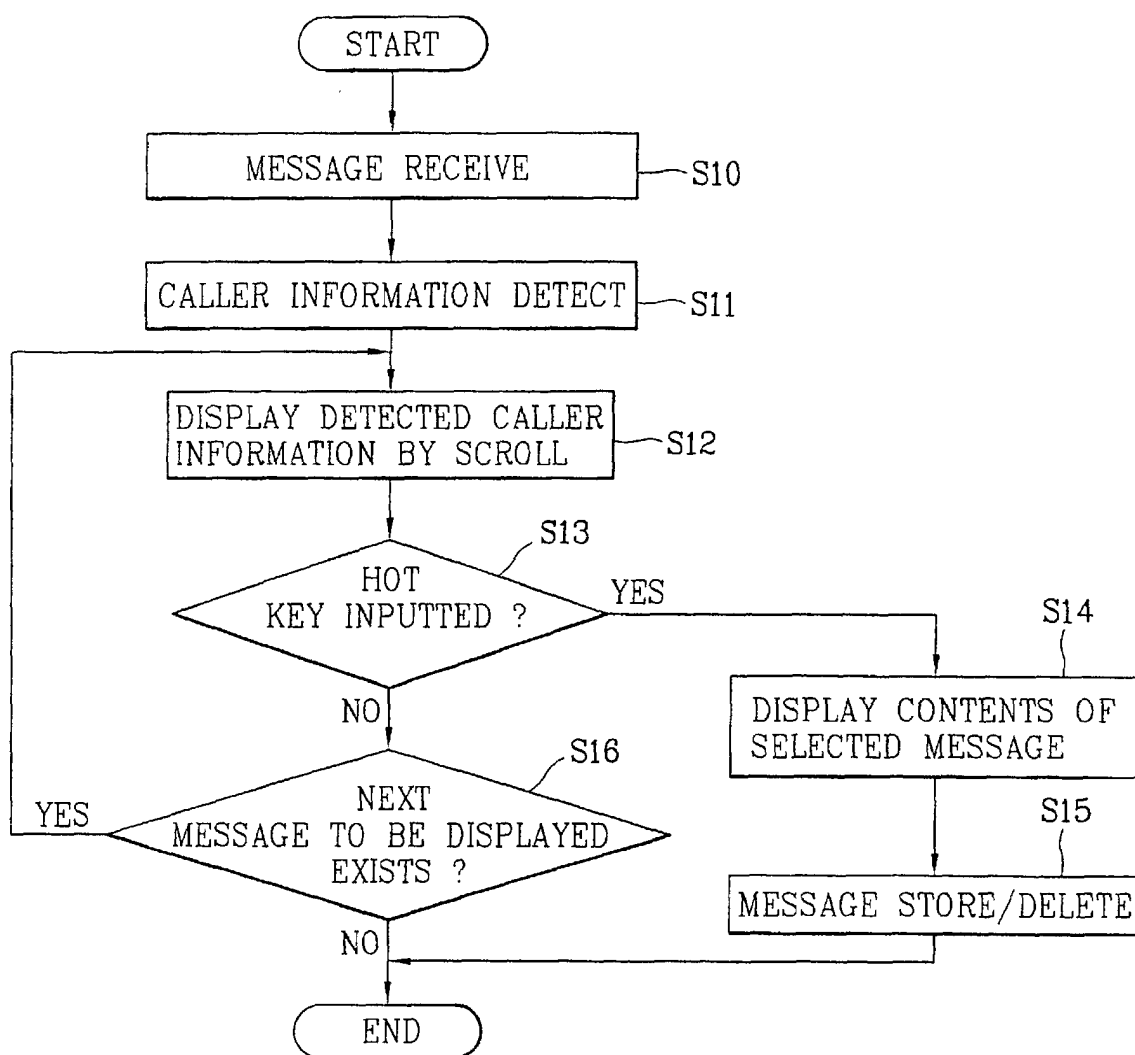 START
MESSAGE RECEIVE
S10
CALLER INFORMATION DETECT
S11
DISPLAY DETECTED CALLER
INFORMATION BY SCROLL
S12
S13
HOT
KEY INPUTTED ?
YES
NO
S14
DISPLAY CONTENTS OF
SELECTED MESSAGE
S16
NEXT
MESSAGE TO BE DISPLAYED
EXISTS ?
YES
NO
S15
MESSAGE STORE/DELETE
END